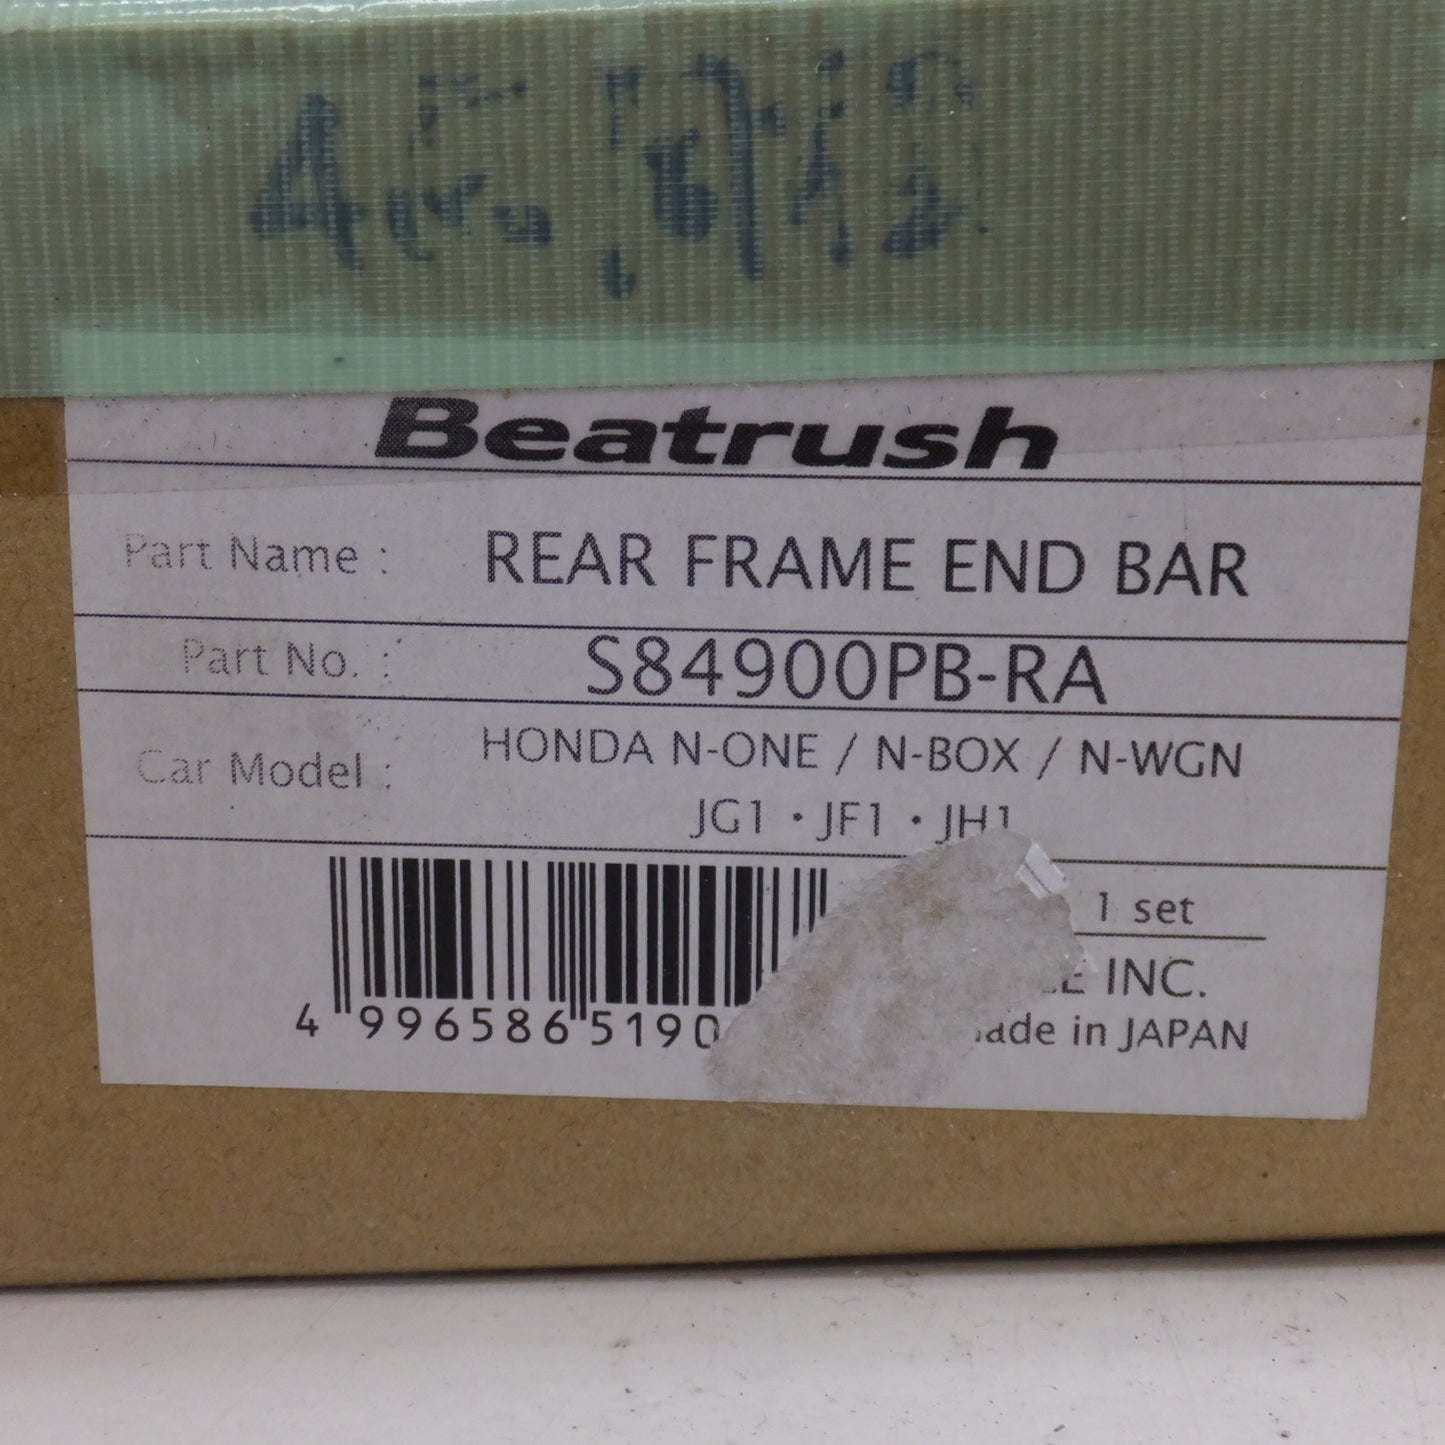 Beatrush
Part Name : REAR FRAME END BAR
Part No. : S84900PB-RA
Car Model : HONDA N-ONE / N-BOX / N-WGN
JG1・JF1・JH1
1 set
INC.
4 996586 5190
in JAPAN